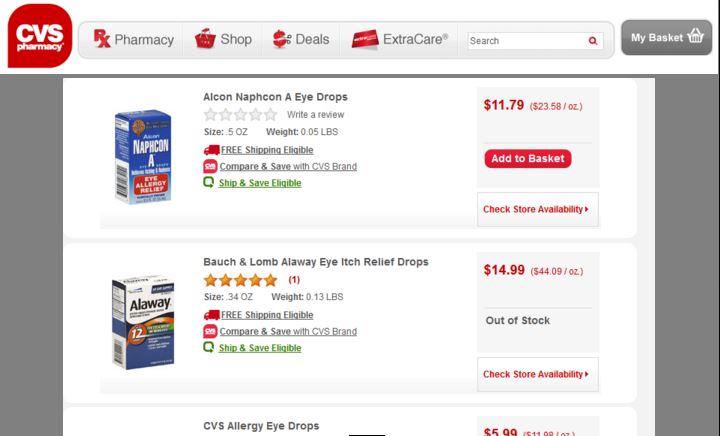 CVS
pharmacy
Pharmacy
Shop
Deals
ExtraCare®
Search
My Basket
Alcon Naphcon A Eye Drops
Write a review
Size: .5 OZ Weight: 0.05 LBS
FREE Shipping Eligible
Compare & Save with CVS Brand
Ship & Save Eligible
$11.79 ($23.58 / oz.)
Add to Basket
Check Store Availability
Alcon
NAPHCON
A
EYE DROPS
EYE
ALLERGY
RELIEF
Bauch & Lomb Alaway Eye Itch Relief Drops
(1)
Size: .34 OZ Weight: 0.13 LBS
FREE Shipping Eligible
Compare & Save with CVS Brand
Ship & Save Eligible
$14.99 ($44.09 / oz.)
Out of Stock
Check Store Availability
Alaway
12
CVS Allergy Eye Drops
$5.99 ($11.98 / oz.)